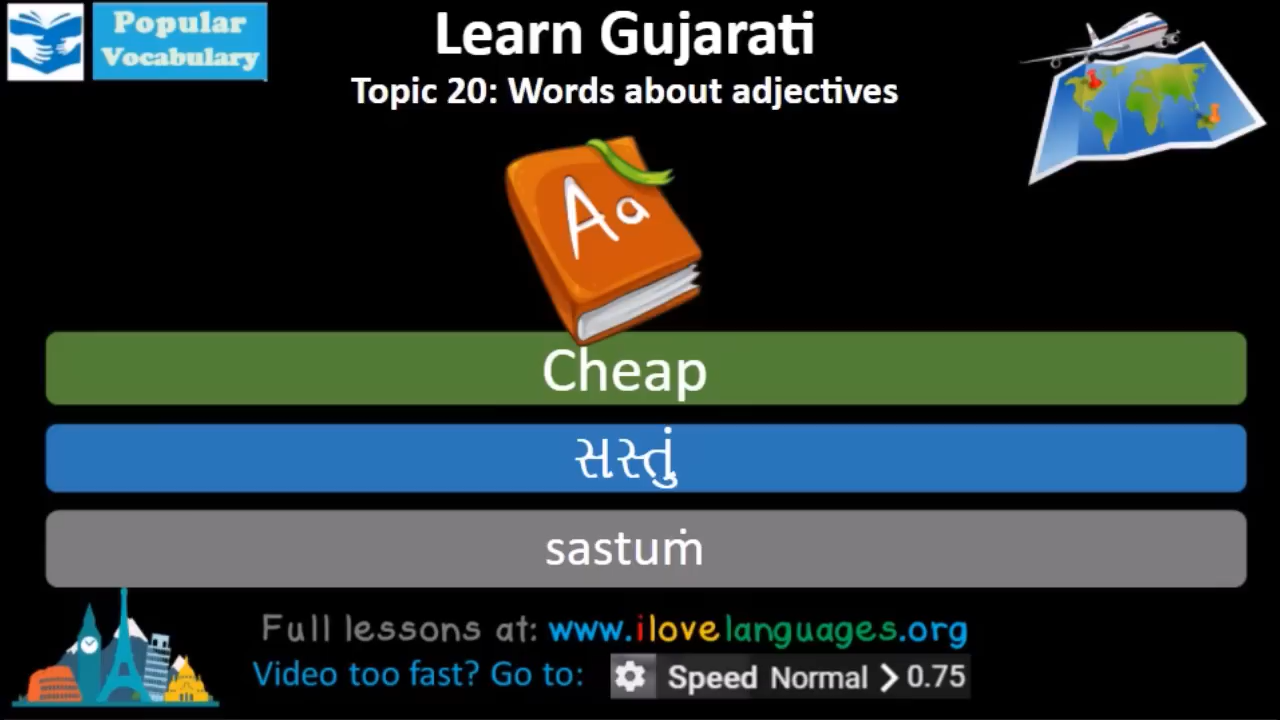 Popular
Vocabulary
Learn Gujarati
Topic 20: Words about adjectives
Aa
Cheap
સસ્તું
sastuṁ
Full lessons at: www.ilovelanguages.org
Video too fast? Go to: Speed Normal > 0.75